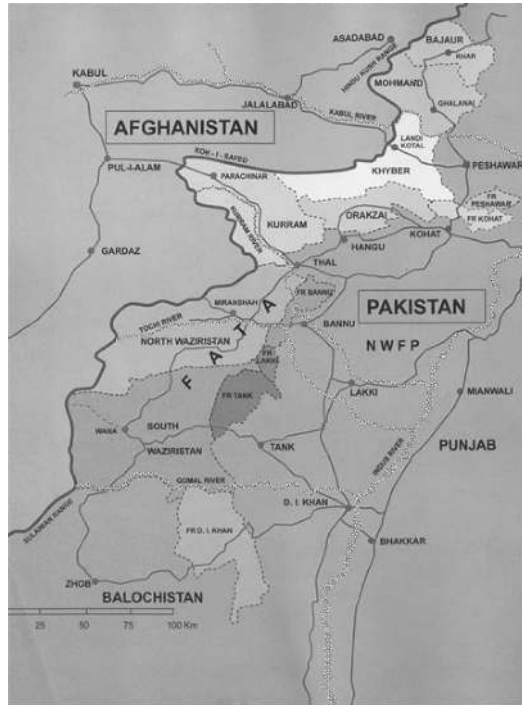 ASADABAD
BAJAUR
HINDU KUSH RANGE
KHAR
KABUL
MOHMAND
JALALABAD
KABUL RIVER
GHALANAI
AFGHANISTAN
LANDI
KOTAL
KOH - I - SAFED
PESHAWAR
PUL-I-ALAM
PARACHINAR
KHYBER
FR
PESHAWAR
KURRAM
ORAKZAI
FR KOHAT
KURRAM RIVER
HANGU
KOHAT
GARDAZ
THAL
FR BANNU
MIRANSHAH
PAKISTAN
TOCHI RIVER
BANNU
NORTH WAZIRISTAN
N W F P
FATA
FR
LAKKI
FR TANK
LAKKI
MIANWALI
WANA
SOUTH
WAZIRISTAN
TANK
PUNJAB
INDUS RIVER
GOMAL RIVER
D. I. KHAN
SULAIMAN RANGE
FR D. I. KHAN
BHAKKAR
ZHOB
BALOCHISTAN
25 50 75 100 Km